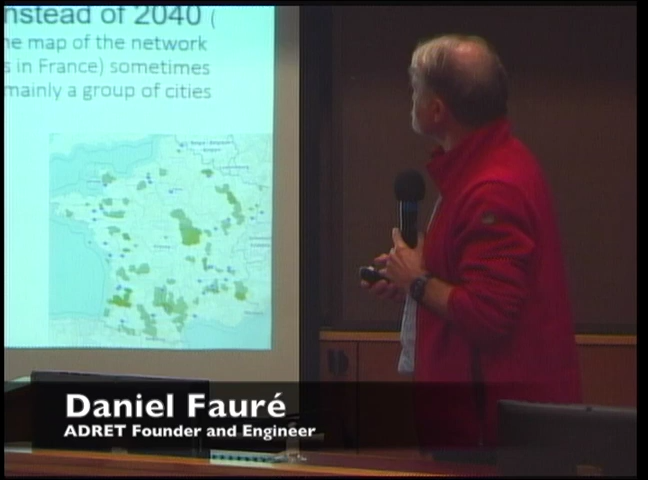 nstead of 2040 (
he map of the network
s in France) sometimes
mainly a group of cities
Daniel Fauré
ADRET Founder and Engineer